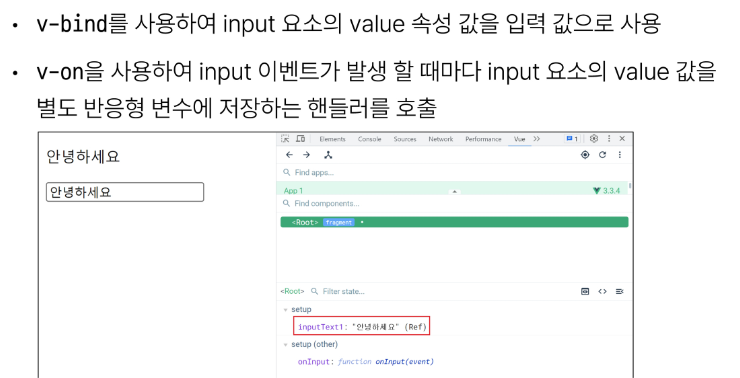 • v-bind를 사용하여 input 요소의 value 속성 값을 입력 값으로 사용
• v-on을 사용하여 input 이벤트가 발생 할 때마다 input 요소의 value 값을
별도 반응형 변수에 저장하는 핸들러를 호출
안녕하세요
안녕하세요
Elements Console Sources Network Performance Vue >> 1
Find apps...
App 1 3.3.4
Find components...
<Root> fragment
<Root> Filter state...
setup
inputText1: "안녕하세요" (Ref)
setup (other)
onInput: function onInput(event)